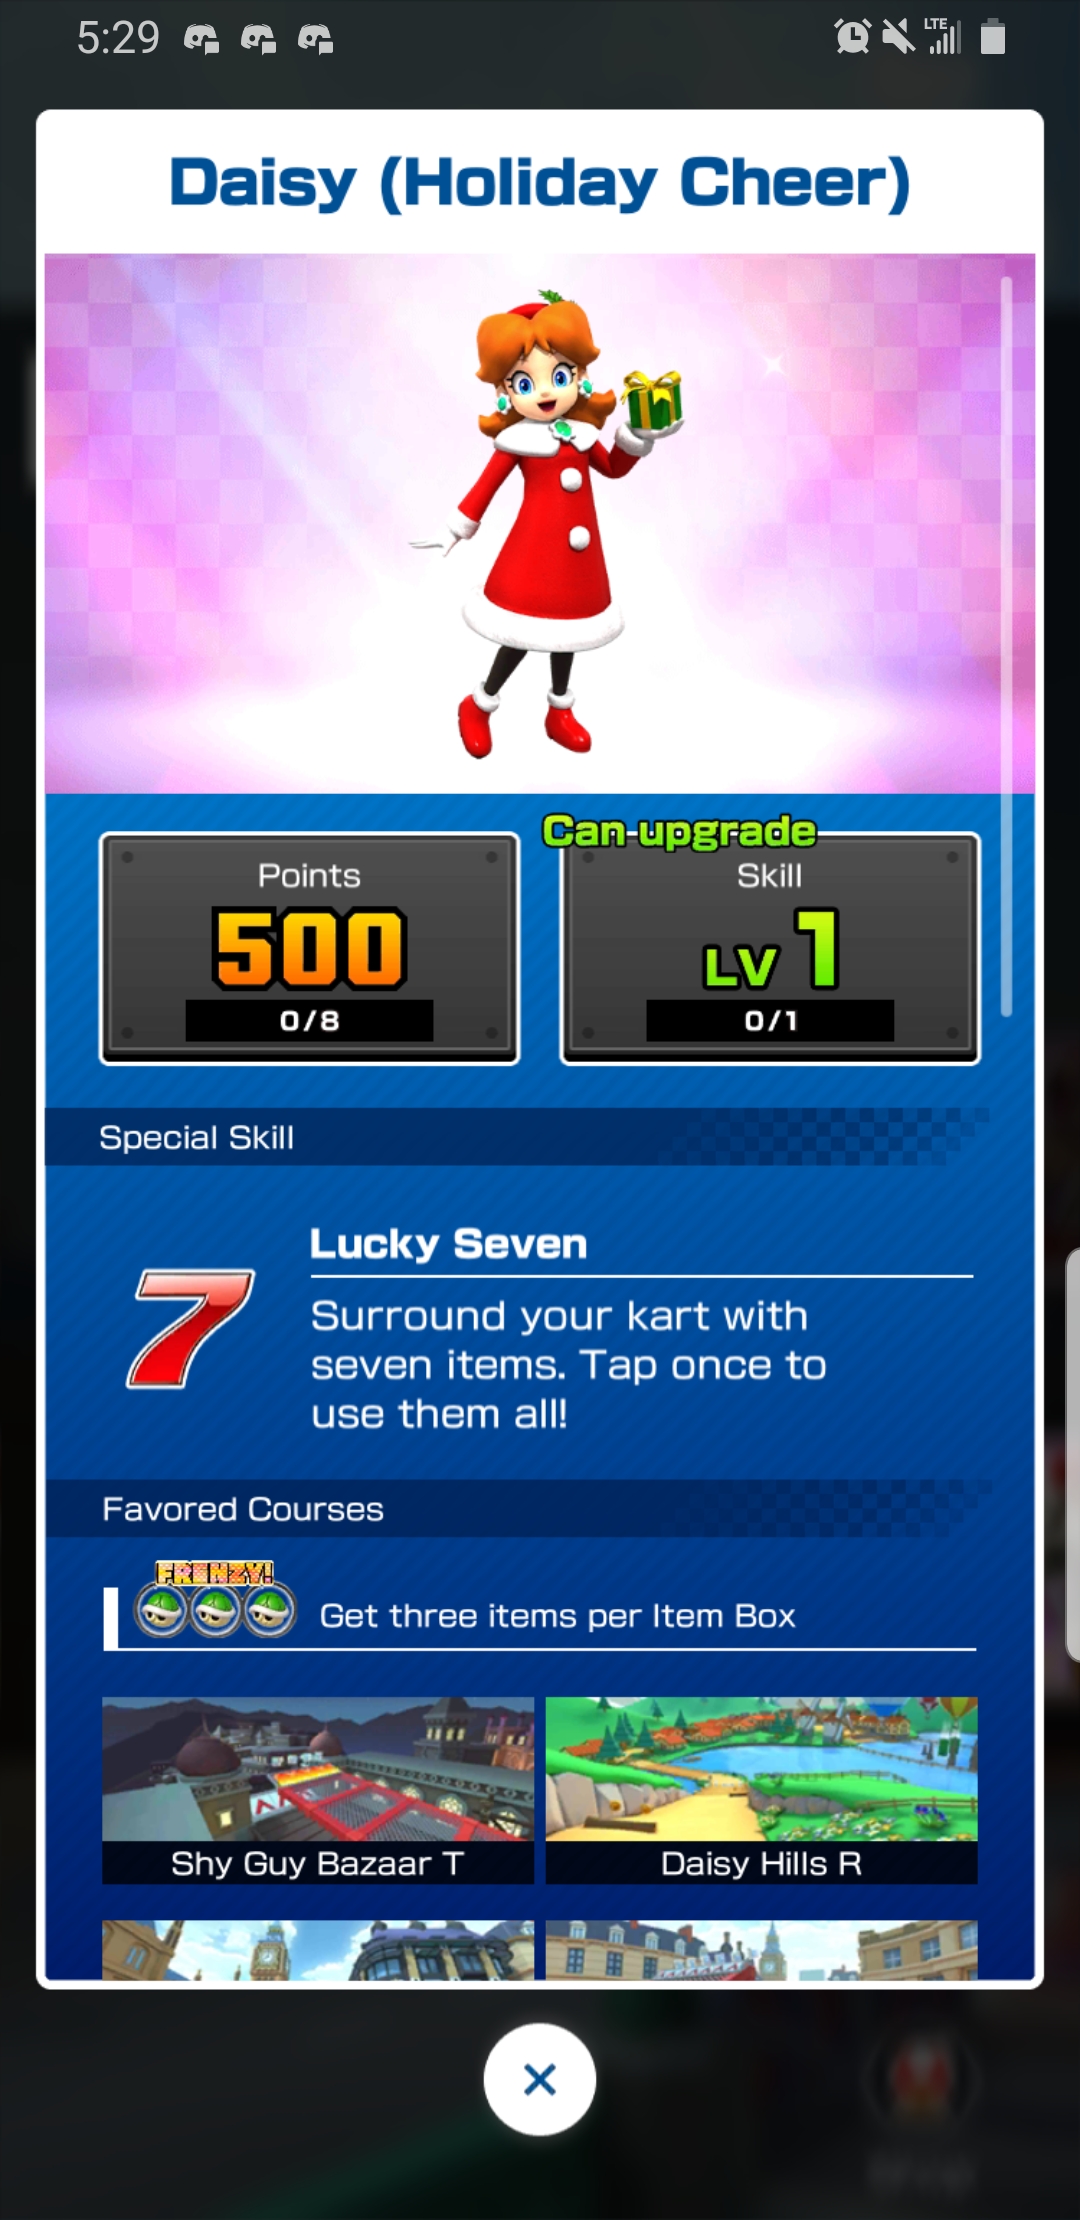 5:29
LTE
Daisy (Holiday Cheer)
Can upgrade
Points
500
0/8
Skill
LV 1
0/1
Special Skill
7
Lucky Seven
Surround your kart with
seven items. Tap once to
use them all!
Favored Courses
FRENZY!
Get three items per Item Box
Shy Guy Bazaar T
Daisy Hills R